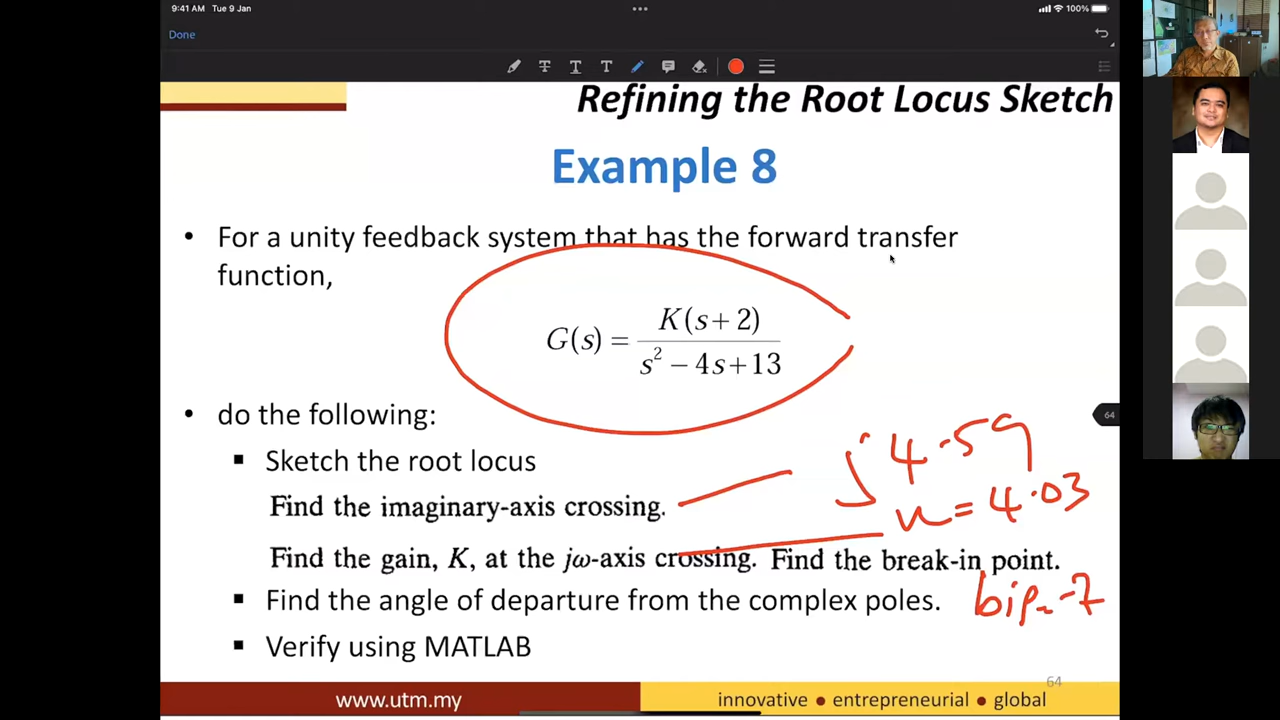 9:41 AM Tue 9 Jan
100%
Done
Refining the Root Locus Sketch
Example 8
• For a unity feedback system that has the forward transfer
function,
G(s) = K(s+2) / s² − 4s+13
• do the following:
▪ Sketch the root locus
Find the imaginary-axis crossing.
j4.59
Find the gain, K, at the jω-axis crossing. Find the break-in point.
= 4.03
▪ Find the angle of departure from the complex poles.
bip = -7
▪ Verify using MATLAB
64
64
www.utm.my
innovative ● entrepreneurial ● global